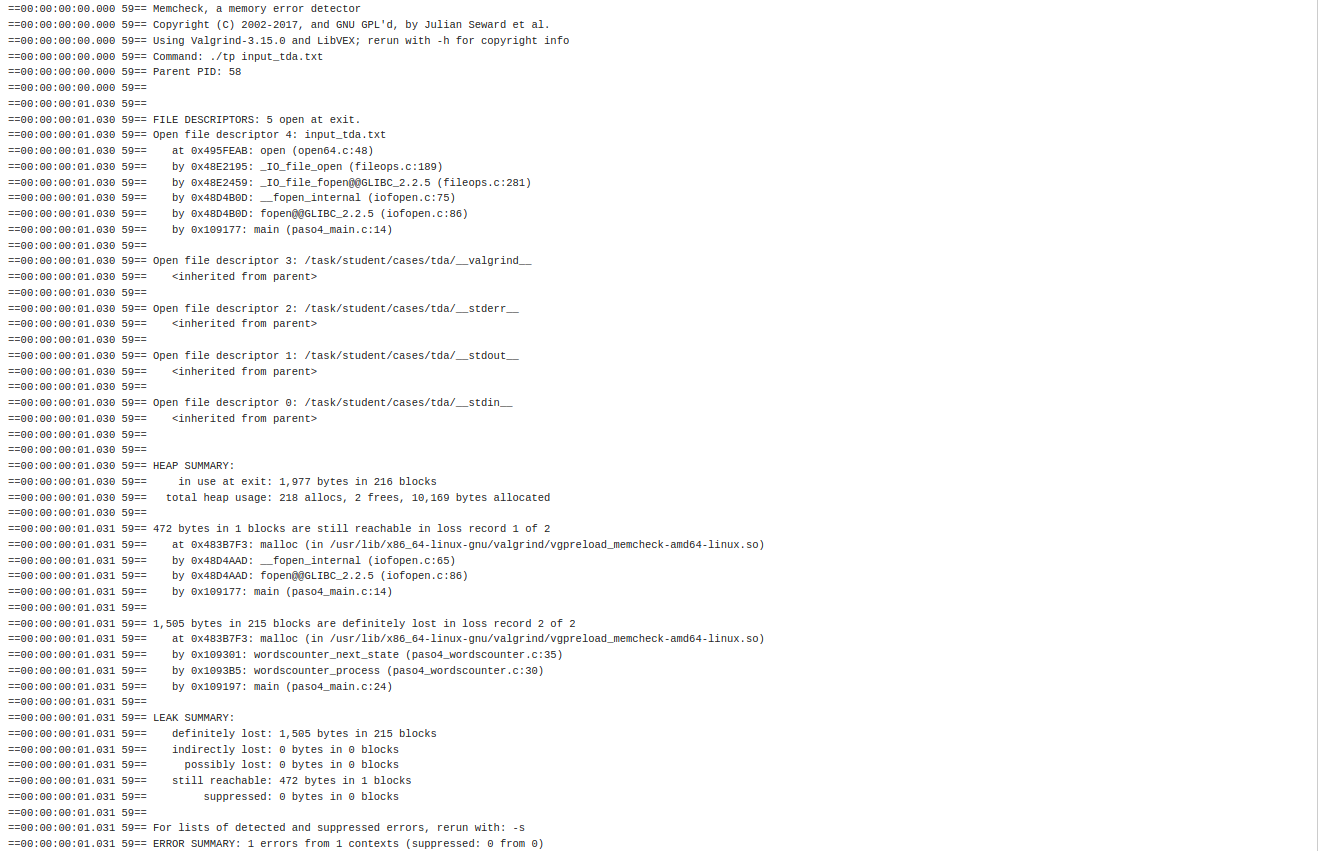 ==00:00:00:00.000 59== Memcheck, a memory error detector
==00:00:00:00.000 59== Copyright (C) 2002-2017, and GNU GPL'd, by Julian Seward et al.
==00:00:00:00.000 59== Using Valgrind-3.15.0 and LibVEX; rerun with -h for copyright info
==00:00:00:00.000 59== Command: ./tp input_tda.txt
==00:00:00:00.000 59== Parent PID: 58
==00:00:00:00.000 59==
==00:00:00:01.030 59==
==00:00:00:01.030 59== FILE DESCRIPTORS: 5 open at exit.
==00:00:00:01.030 59== Open file descriptor 4: input_tda.txt
==00:00:00:01.030 59==    at 0x495FEAB: open (open64.c:48)
==00:00:00:01.030 59==    by 0x48E2195: _IO_file_open (fileops.c:189)
==00:00:00:01.030 59==    by 0x48E2459: _IO_file_fopen@@GLIBC_2.2.5 (fileops.c:281)
==00:00:00:01.030 59==    by 0x48D4B0D: __fopen_internal (iofopen.c:75)
==00:00:00:01.030 59==    by 0x48D4B0D: fopen@@GLIBC_2.2.5 (iofopen.c:86)
==00:00:00:01.030 59==    by 0x109177: main (paso4_main.c:14)
==00:00:00:01.030 59==
==00:00:00:01.030 59== Open file descriptor 3: /task/student/cases/tda/__valgrind__
==00:00:00:01.030 59==    <inherited from parent>
==00:00:00:01.030 59==
==00:00:00:01.030 59== Open file descriptor 2: /task/student/cases/tda/__stderr__
==00:00:00:01.030 59==    <inherited from parent>
==00:00:00:01.030 59==
==00:00:00:01.030 59== Open file descriptor 1: /task/student/cases/tda/__stdout__
==00:00:00:01.030 59==    <inherited from parent>
==00:00:00:01.030 59==
==00:00:00:01.030 59== Open file descriptor 0: /task/student/cases/tda/__stdin__
==00:00:00:01.030 59==    <inherited from parent>
==00:00:00:01.030 59==
==00:00:00:01.030 59==
==00:00:00:01.030 59== HEAP SUMMARY:
==00:00:00:01.030 59==     in use at exit: 1,977 bytes in 216 blocks
==00:00:00:01.030 59==   total heap usage: 218 allocs, 2 frees, 10,169 bytes allocated
==00:00:00:01.030 59==
==00:00:00:01.031 59== 472 bytes in 1 blocks are still reachable in loss record 1 of 2
==00:00:00:01.031 59==    at 0x483B7F3: malloc (in /usr/lib/x86_64-linux-gnu/valgrind/vgpreload_memcheck-amd64-linux.so)
==00:00:00:01.031 59==    by 0x48D4AAD: __fopen_internal (iofopen.c:65)
==00:00:00:01.031 59==    by 0x48D4AAD: fopen@@GLIBC_2.2.5 (iofopen.c:86)
==00:00:00:01.031 59==    by 0x109177: main (paso4_main.c:14)
==00:00:00:01.031 59==
==00:00:00:01.031 59== 1,505 bytes in 215 blocks are definitely lost in loss record 2 of 2
==00:00:00:01.031 59==    at 0x483B7F3: malloc (in /usr/lib/x86_64-linux-gnu/valgrind/vgpreload_memcheck-amd64-linux.so)
==00:00:00:01.031 59==    by 0x109301: wordscounter_next_state (paso4_wordscounter.c:35)
==00:00:00:01.031 59==    by 0x1093B5: wordscounter_process (paso4_wordscounter.c:30)
==00:00:00:01.031 59==    by 0x109197: main (paso4_main.c:24)
==00:00:00:01.031 59==
==00:00:00:01.031 59== LEAK SUMMARY:
==00:00:00:01.031 59==    definitely lost: 1,505 bytes in 215 blocks
==00:00:00:01.031 59==    indirectly lost: 0 bytes in 0 blocks
==00:00:00:01.031 59==      possibly lost: 0 bytes in 0 blocks
==00:00:00:01.031 59==    still reachable: 472 bytes in 1 blocks
==00:00:00:01.031 59==         suppressed: 0 bytes in 0 blocks
==00:00:00:01.031 59==
==00:00:00:01.031 59== For lists of detected and suppressed errors, rerun with: -s
==00:00:00:01.031 59== ERROR SUMMARY: 1 errors from 1 contexts (suppressed: 0 from 0)